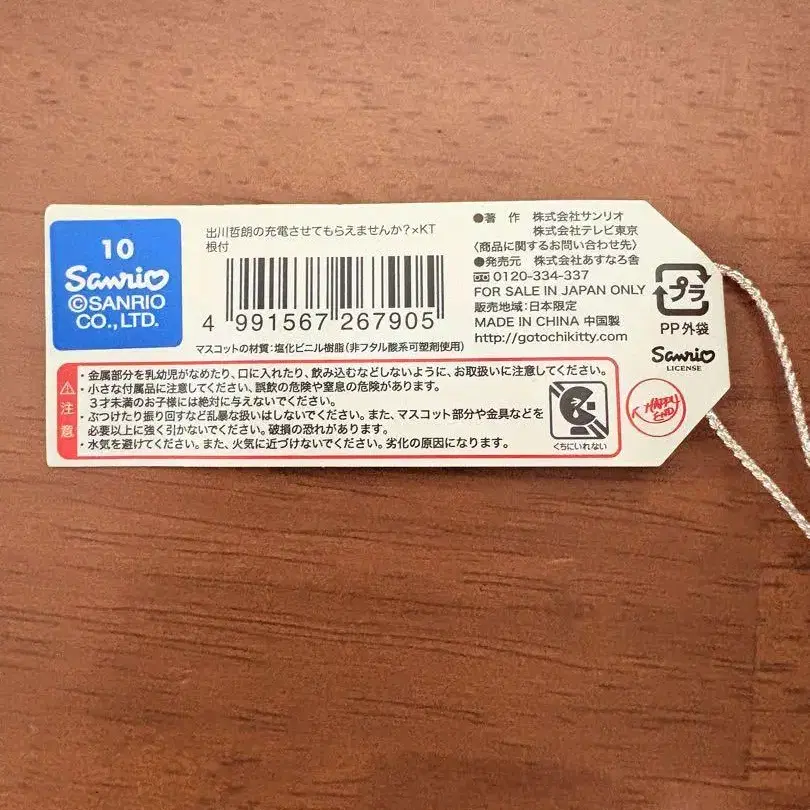 10
Sanrio
©SANRIO
CO.,LTD.
出川哲朗の充電させてもらえませんか？×KT
根付
4 991567 267905
マスコットの材質：塩化ビニル樹脂（非フタル酸系可塑剤使用）
●著　作　株式会社サンリオ
株式会社テレビ東京
〈商品に関するお問い合わせ先〉
●発売元　株式会社あすなろ舎
0120-334-337
FOR SALE IN JAPAN ONLY
販売地域：日本限定
MADE IN CHINA 中国製
http://gotochikitty.com
プラ
PP 外袋
Sanrio
LICENSE
注意
・金属部分を乳幼児がなめたり、口に入れたり、飲み込むなどしないように、お取扱いに注意してください。
・小さな付属品に注意してください、誤飲の危険や窒息の危険があります。
３才未満のお子様には絶対に与えないでください。
・ぶつけたり振り回すなど乱暴な扱いはしないでください。また、マスコット部分や金具などを
必要以上に強く引かないでください。破損の恐れがあります。
・水気を避けてください。また、火気に近づけないでください。劣化の原因になります。
くちにいれない
HAPPY
END